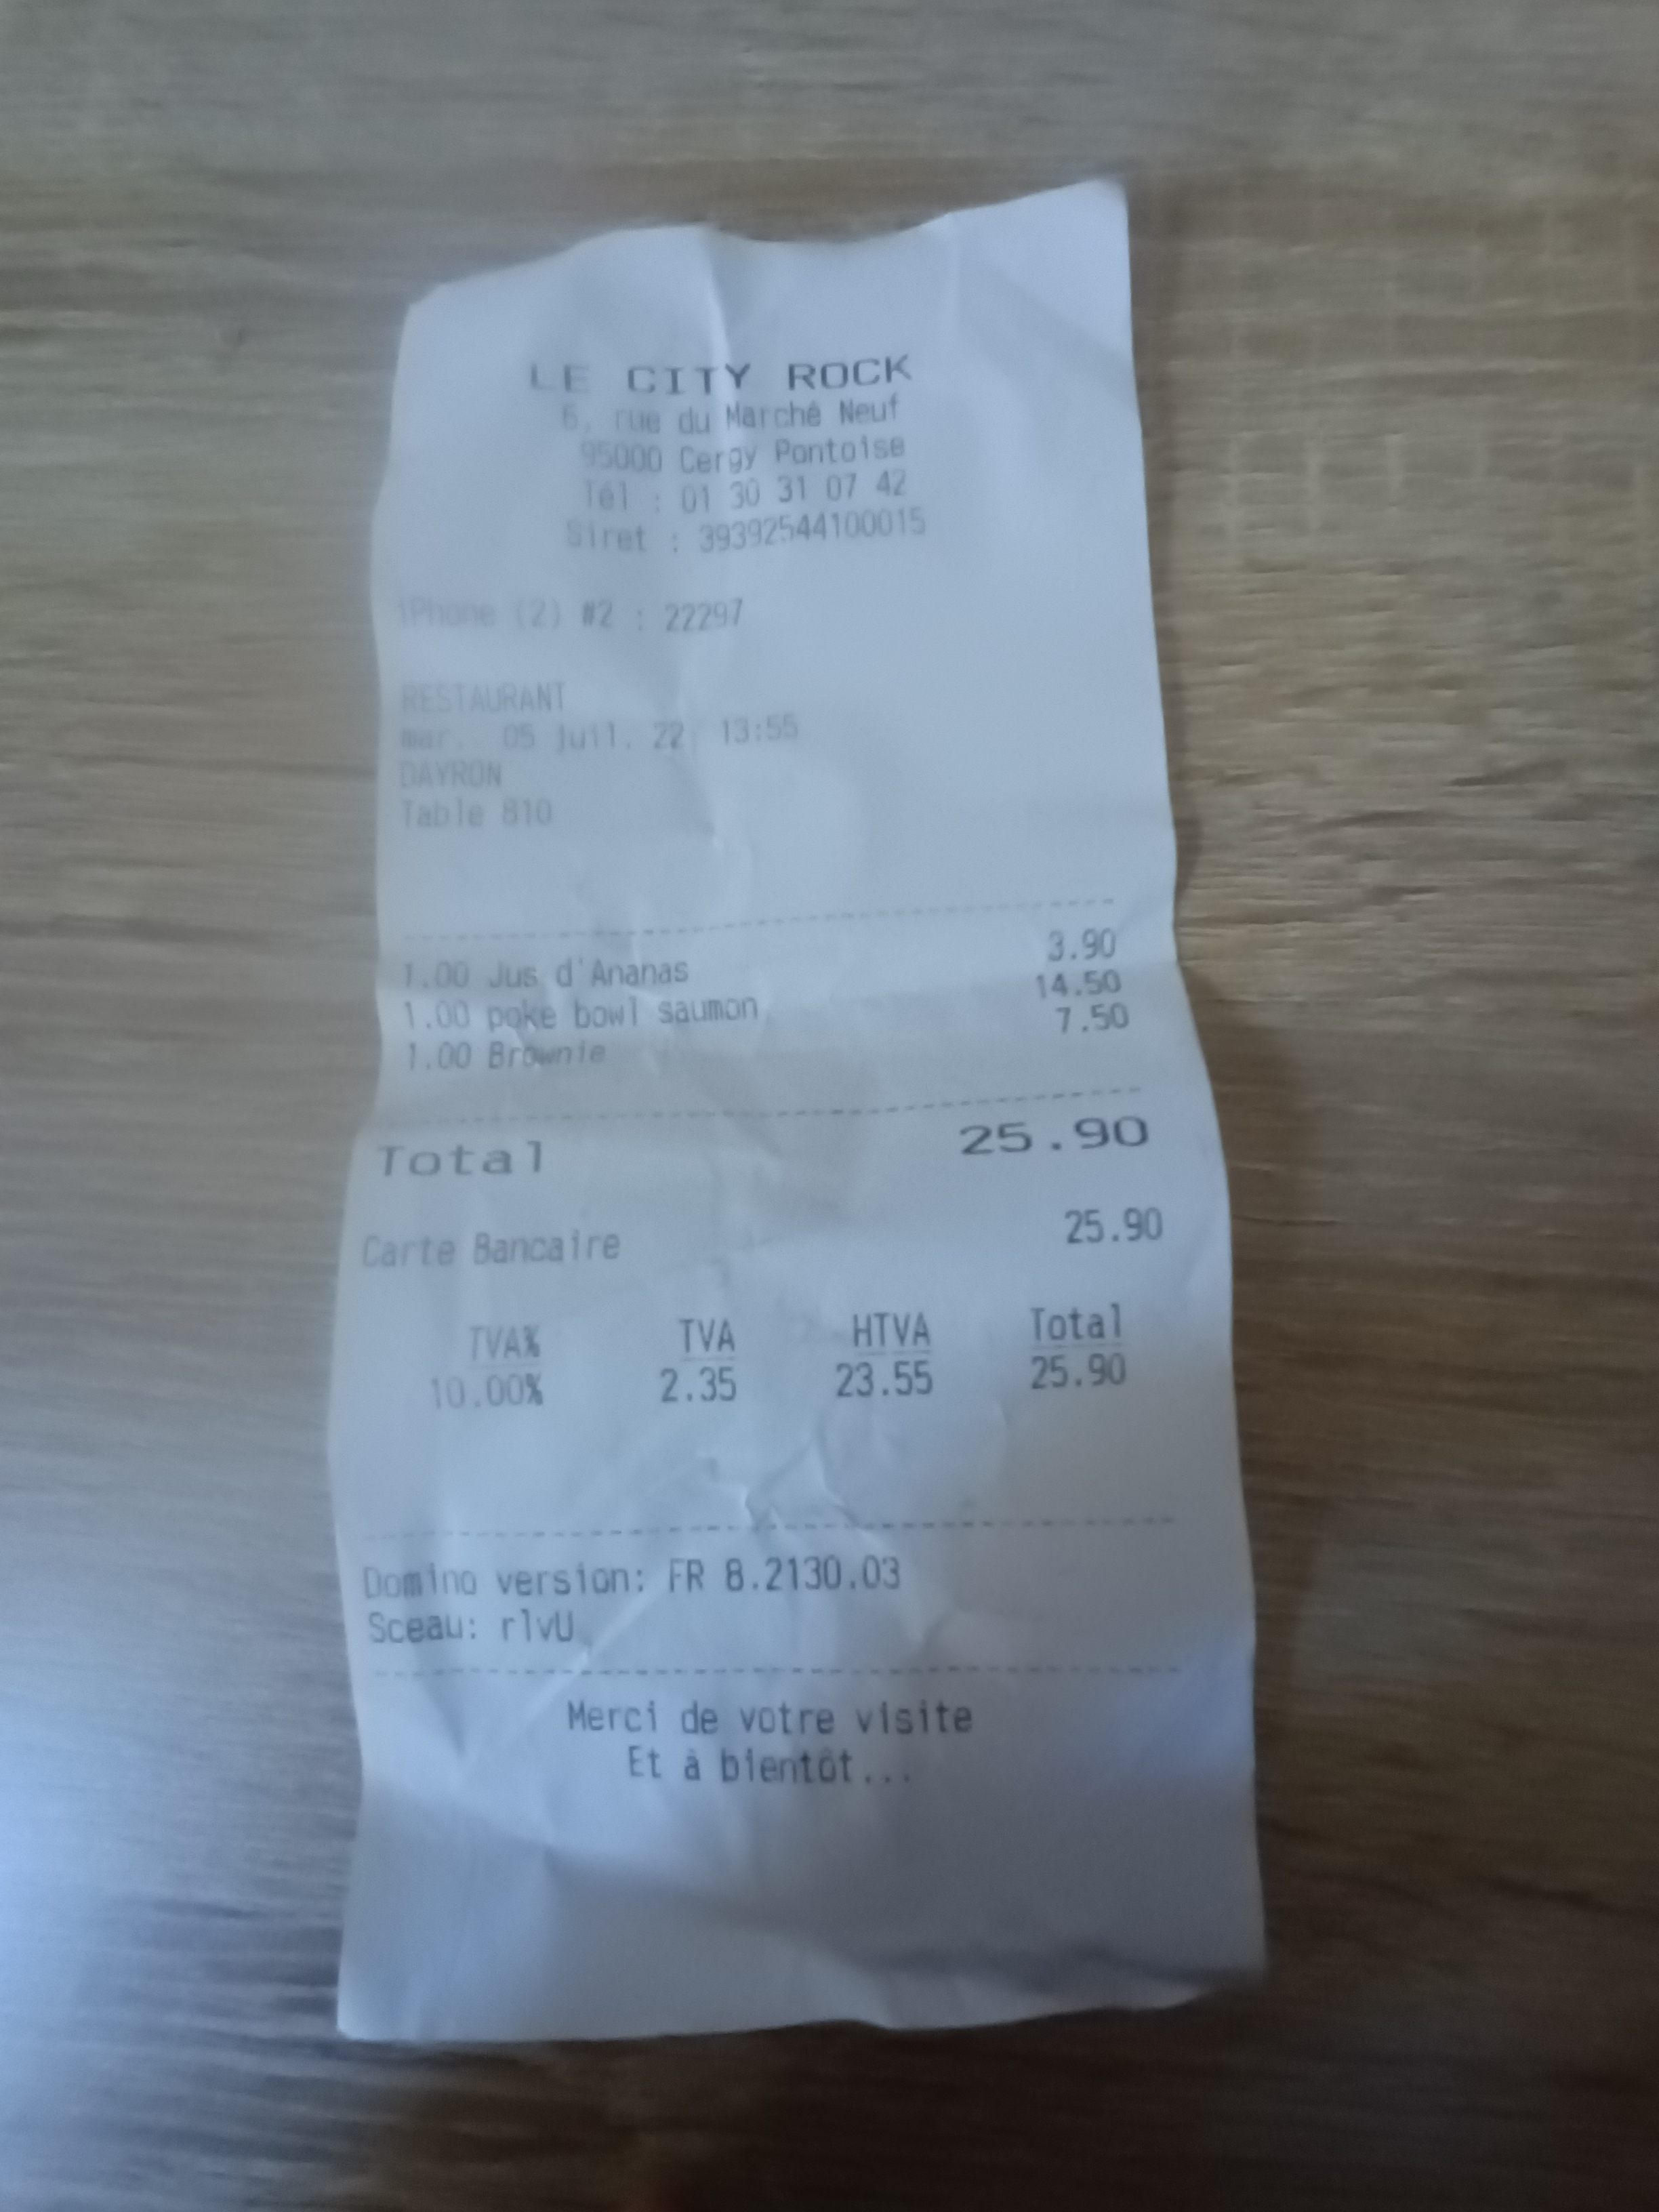 LE CITY ROCK
6, rue du Marché Neuf
95000 Cergy Pontoise
Tél : 01 30 31 07 42
Siret : 39392544100015
iPhone (2) #2 : 22297
RESTAURANT
mar. 05 juil. 22 13:55
DAYRON
Table 810
1.00 Jus d'Ananas 3.90
1.00 poke bowl saumon 14.50
1.00 Brownie 7.50
Total 25.90
Carte Bancaire 25.90
TVA% TVA HTVA Total
10.00% 2.35 23.55 25.90
Domino version: FR 8.2130.03
Sceau: rlvU
Merci de votre visite
Et à bientôt...